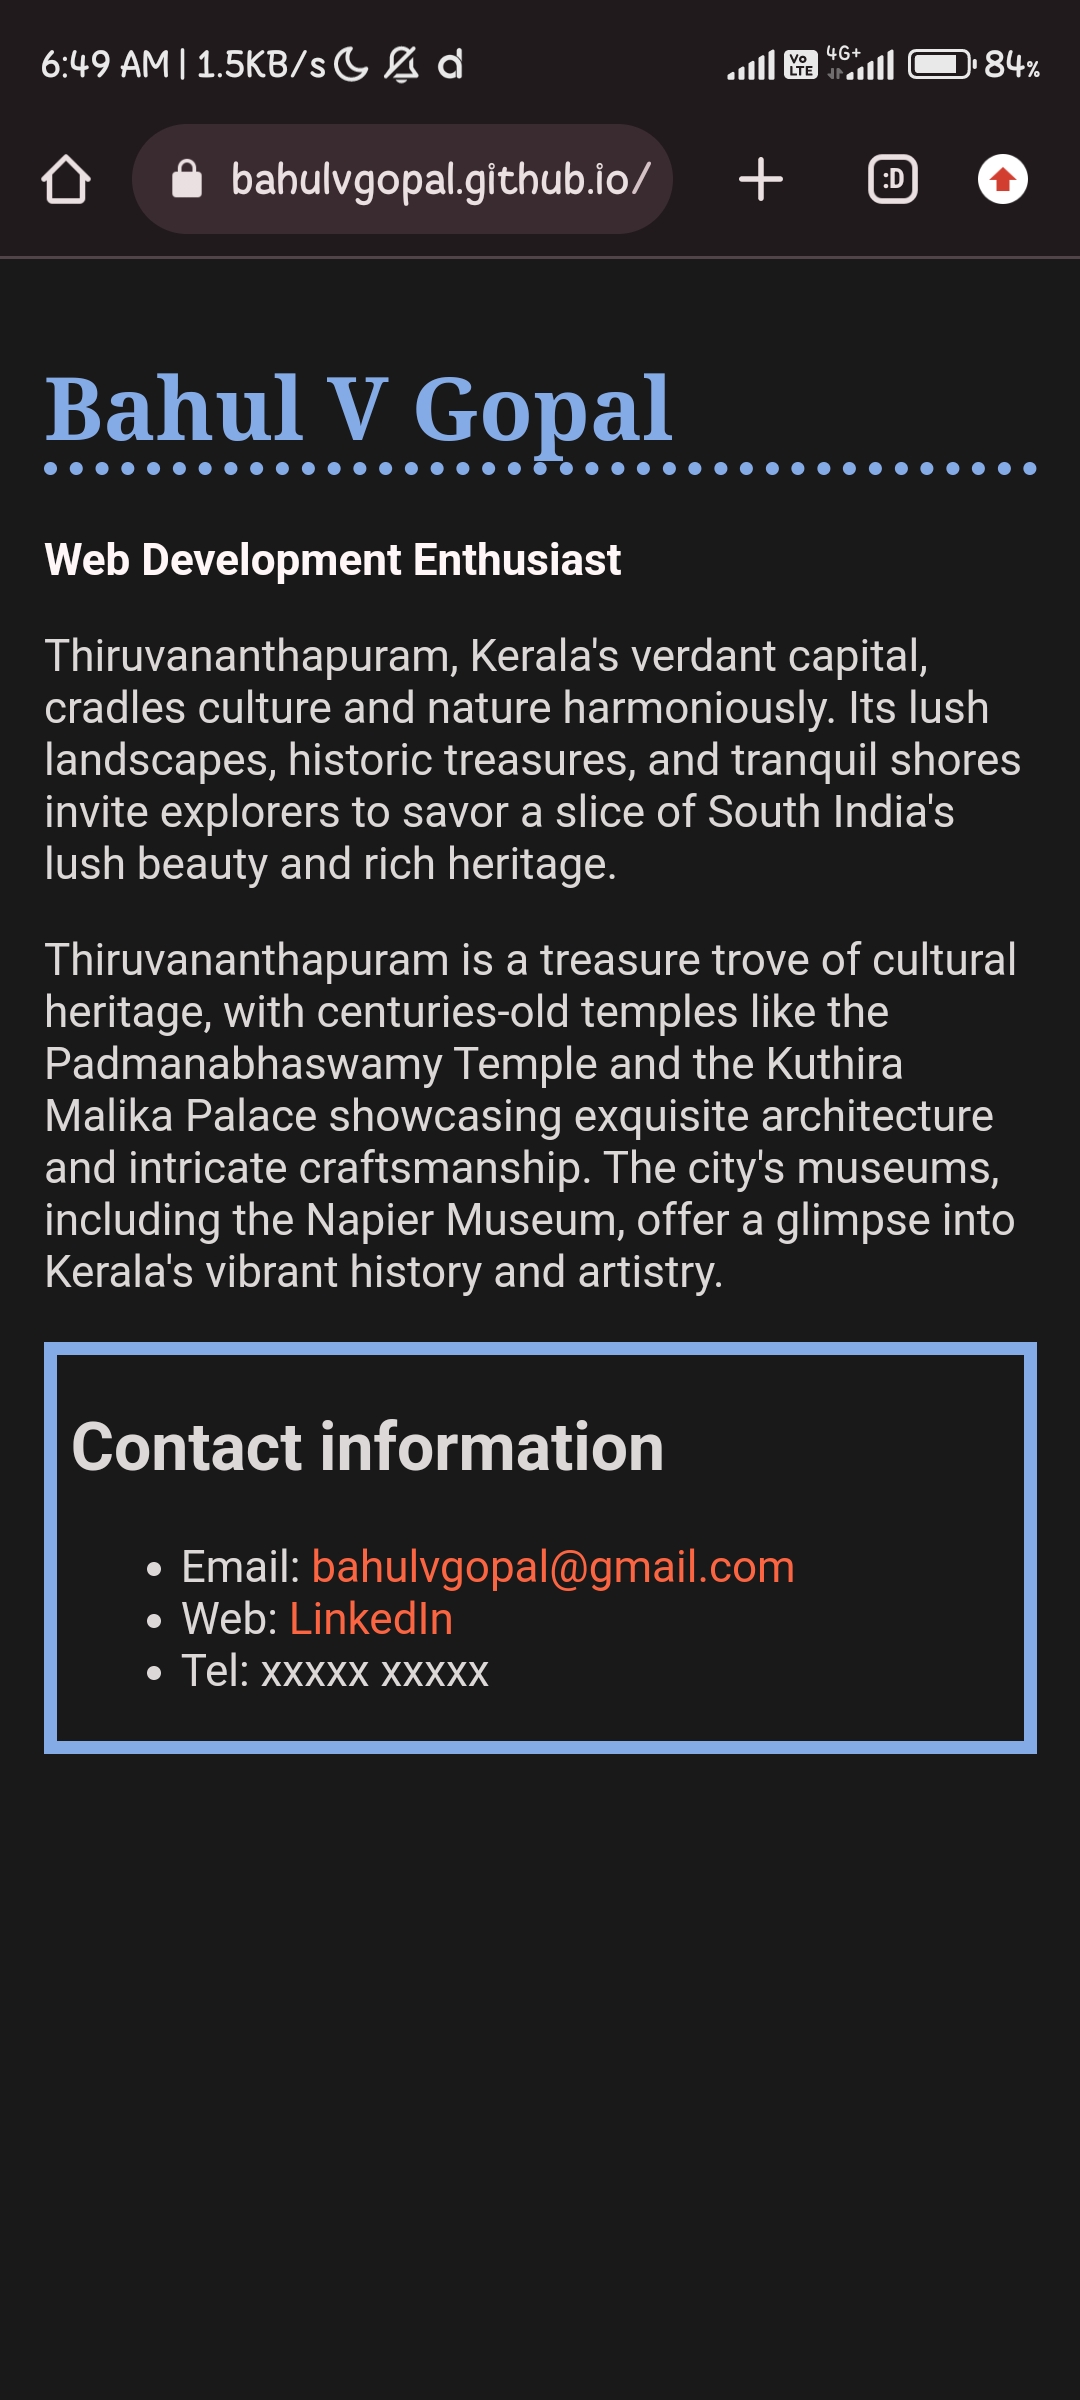 6:49 AM | 1.5KB/s d Vo LTE 4G+ 84%
bahulvgopal.github.io/ :D
Bahul V Gopal
Web Development Enthusiast
Thiruvananthapuram, Kerala's verdant capital,
cradles culture and nature harmoniously. Its lush
landscapes, historic treasures, and tranquil shores
invite explorers to savor a slice of South India's
lush beauty and rich heritage.
Thiruvananthapuram is a treasure trove of cultural
heritage, with centuries-old temples like the
Padmanabhaswamy Temple and the Kuthira
Malika Palace showcasing exquisite architecture
and intricate craftsmanship. The city's museums,
including the Napier Museum, offer a glimpse into
Kerala's vibrant history and artistry.
Contact information
• Email: bahulvgopal@gmail.com
• Web: LinkedIn
• Tel: xxxxx xxxxx